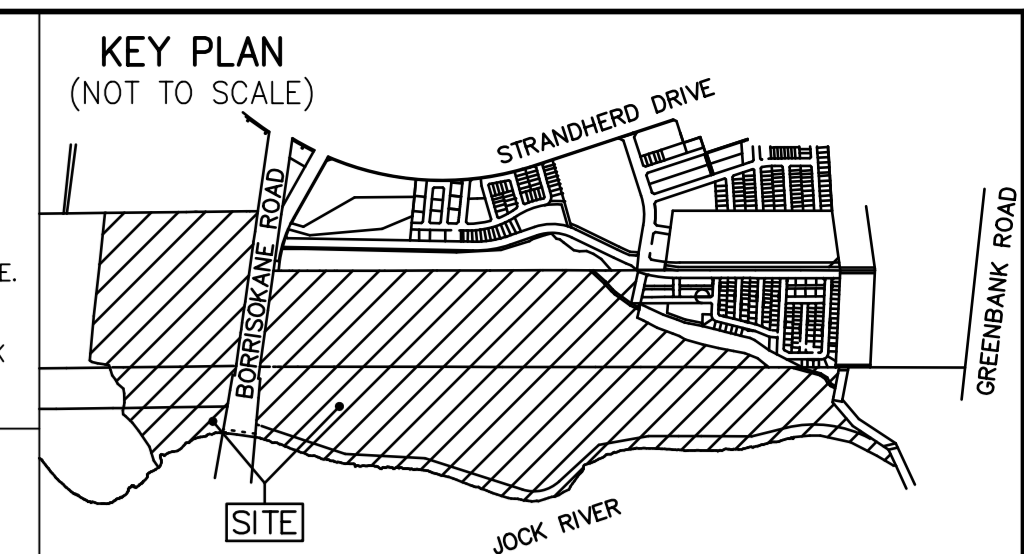 KEY PLAN
(NOT TO SCALE)
STRANDHERD DRIVE
BORRISOKANE ROAD
GREENBANK ROAD
E.
K
SITE
JOCK RIVER